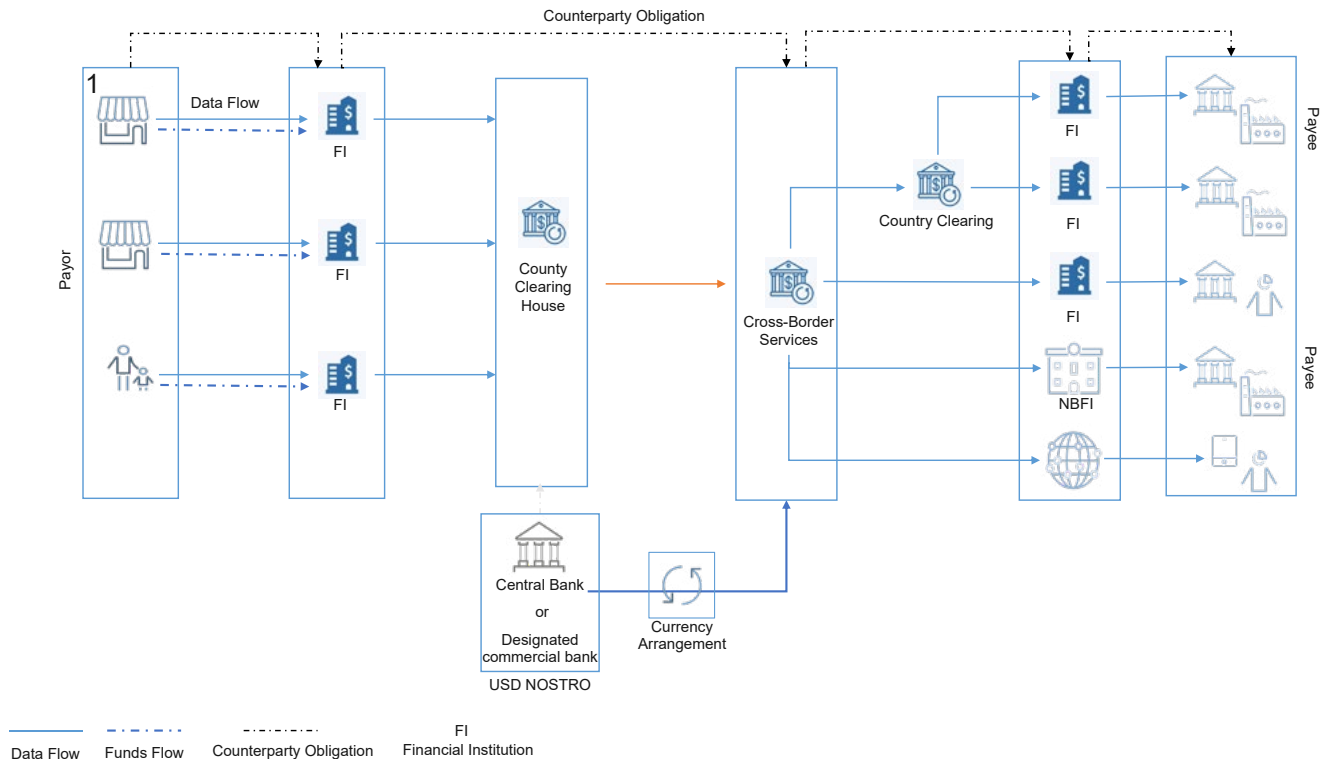 Counterparty Obligation
1
Data Flow
FI
FI
FI
Payor
County
Clearing
House
Cross-Border
Services
Country Clearing
FI
FI
FI
NBFI
Payee
Payee
Central Bank
or
Designated
commercial bank
USD NOSTRO
Currency
Arrangement
Data Flow
Funds Flow
Counterparty Obligation
FI
Financial Institution